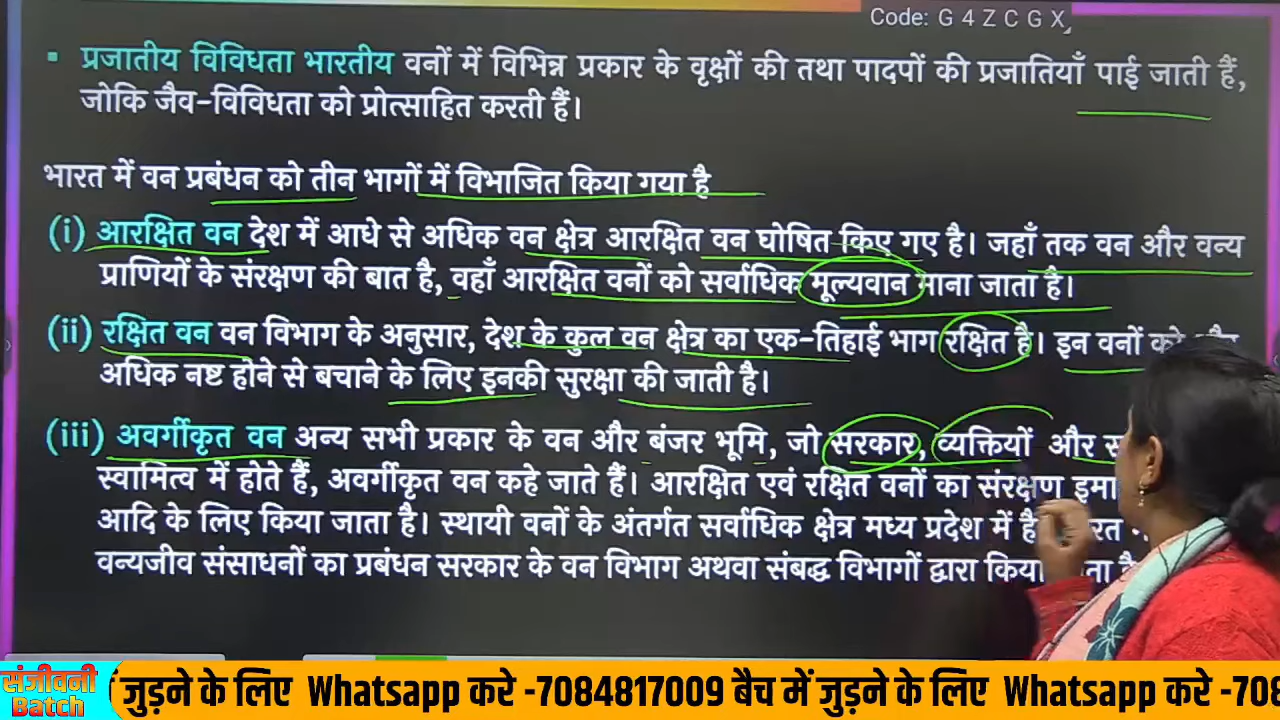 Code: G 4 Z C G X
▪ प्रजातीय विविधता भारतीय वनों में विभिन्न प्रकार के वृक्षों की तथा पादपों की प्रजातियाँ पाई जाती हैं,
जोकि जैव-विविधता को प्रोत्साहित करती हैं।
भारत में वन प्रबंधन को तीन भागों में विभाजित किया गया है
(i) आरक्षित वन देश में आधे से अधिक वन क्षेत्र आरक्षित वन घोषित किए गए है। जहाँ तक वन और वन्य
प्राणियों के संरक्षण की बात है, वहाँ आरक्षित वनों को सर्वाधिक मूल्यवान माना जाता है।
(ii) रक्षित वन वन विभाग के अनुसार, देश के कुल वन क्षेत्र का एक-तिहाई भाग रक्षित है। इन वनों को
अधिक नष्ट होने से बचाने के लिए इनकी सुरक्षा की जाती है।
(iii) अवर्गीकृत वन अन्य सभी प्रकार के वन और बंजर भूमि, जो सरकार, व्यक्तियों और
स्वामित्व में होते हैं, अवर्गीकृत वन कहे जाते हैं। आरक्षित एवं रक्षित वनों का संरक्षण
आदि के लिए किया जाता है। स्थायी वनों के अंतर्गत सर्वाधिक क्षेत्र मध्य प्रदेश में है
वन्यजीव संसाधनों का प्रबंधन सरकार के वन विभाग अथवा संबद्ध विभागों द्वारा किया
संजीवनी
Batch
जुड़ने के लिए Whatsapp करे -7084817009 बैच में जुड़ने के लिए Whatsapp करे -708